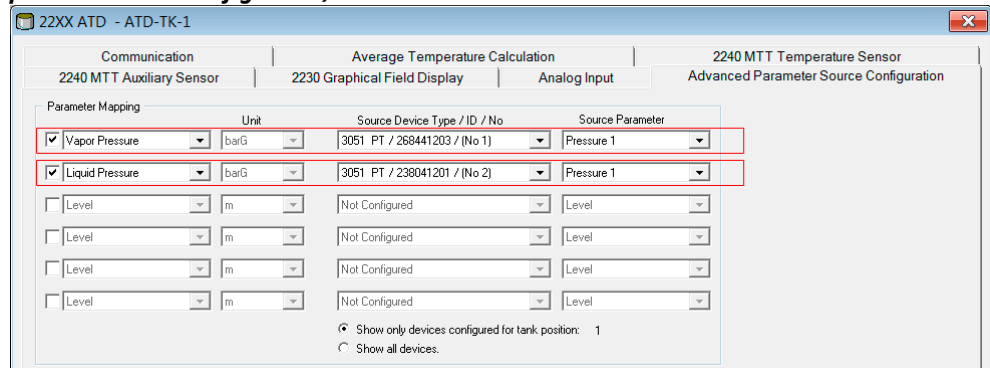 22XX ATD - ATD-TK-1
Communication Average Temperature Calculation 2240 MTT Temperature Sensor
2240 MTT Auxiliary Sensor 2230 Graphical Field Display Analog Input Advanced Parameter Source Configuration
Parameter Mapping
Unit Source Device Type / ID / No Source Parameter
Vapor Pressure barG 3051 PT / 268441203 / (No 1) Pressure 1
Liquid Pressure barG 3051 PT / 238041201 / (No 2) Pressure 1
Level m Not Configured Level
Level m Not Configured Level
Level m Not Configured Level
Level m Not Configured Level
Show only devices configured for tank position: 1
Show all devices.